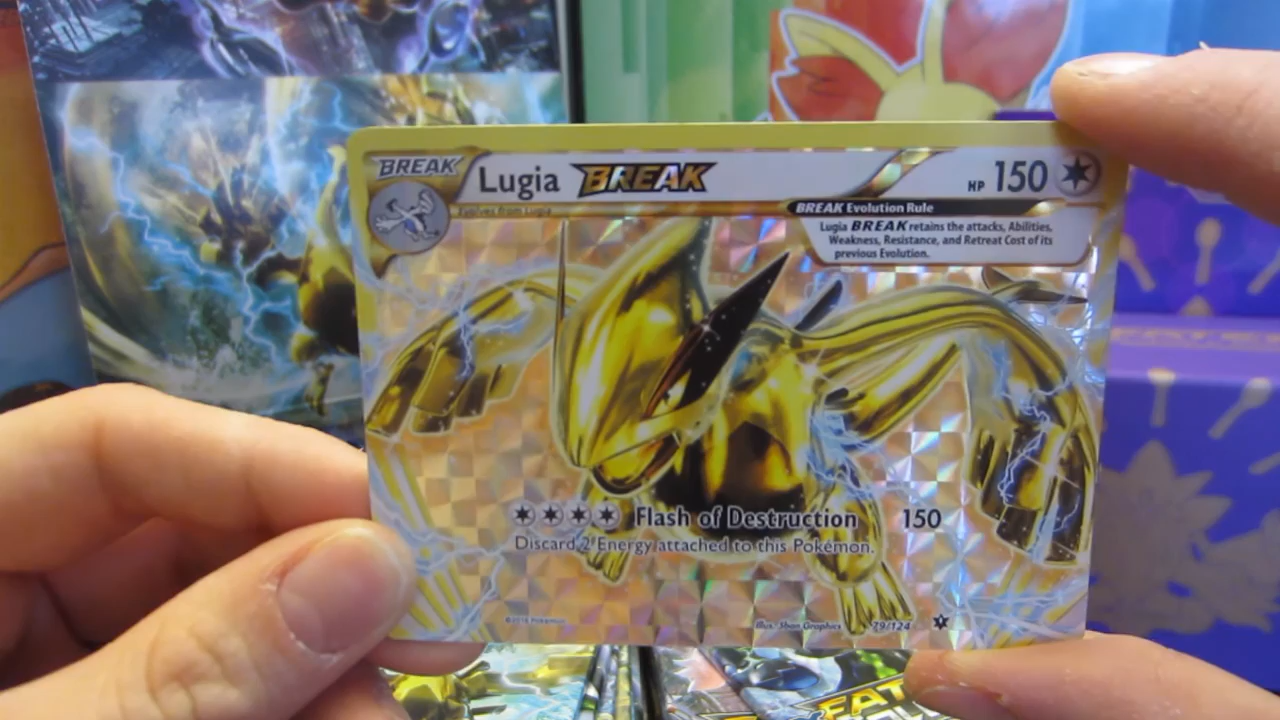 BREAK
Lugia BREAK
HP 150
Evolves from Lugia
BREAK Evolution Rule
Lugia BREAK retains the attacks, Abilities,
Weakness, Resistance, and Retreat Cost of its
previous Evolution.
Flash of Destruction 150
Discard 2 Energy attached to this Pokémon.
©2016 Pokémon
Illus. 5ban Graphics 79/124